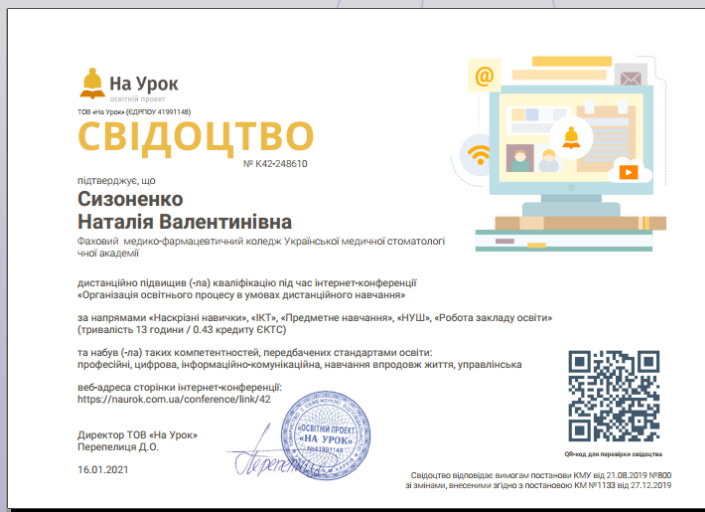 На Урок
освітній проект
ТОВ «На Урок» (ЄДРПОУ 41991148)
СВІДОЦТВО
№ К42-248610
підтверджує, що
Сизоненко
Наталія Валентинівна
Фаховий медико-фармацевтичний коледж Української медичної стоматологі
чної академії
дистанційно підвищив (-ла) кваліфікацію під час інтернет-конференції
«Організація освітнього процесу в умовах дистанційного навчання»
за напрямами «Наскрізні навички», «ІКТ», «Предметне навчання», «НУШ», «Робота закладу освіти»
(тривалість 13 години / 0.43 кредиту ЄКТС)
та набув (-ла) таких компетентностей, передбачених стандартами освіти:
професійні, цифрова, інформаційно-комунікаційна, навчання впродовж життя, управлінська
веб-адреса сторінки інтернет-конференції:
https://naurok.com.ua/conference/link/42
Директор ТОВ «На Урок»
Перепелиця Д.О.
16.01.2021
«ОСВІТНІЙ ПРОЕКТ
«НА УРОК»
№41991148
QR-код для перевірки свідоцтва
Свідоцтво відповідає вимогам постанови КМУ від 21.08.2019 №800
зі змінами, внесеними згідно з постановою КМ №1133 від 27.12.2019